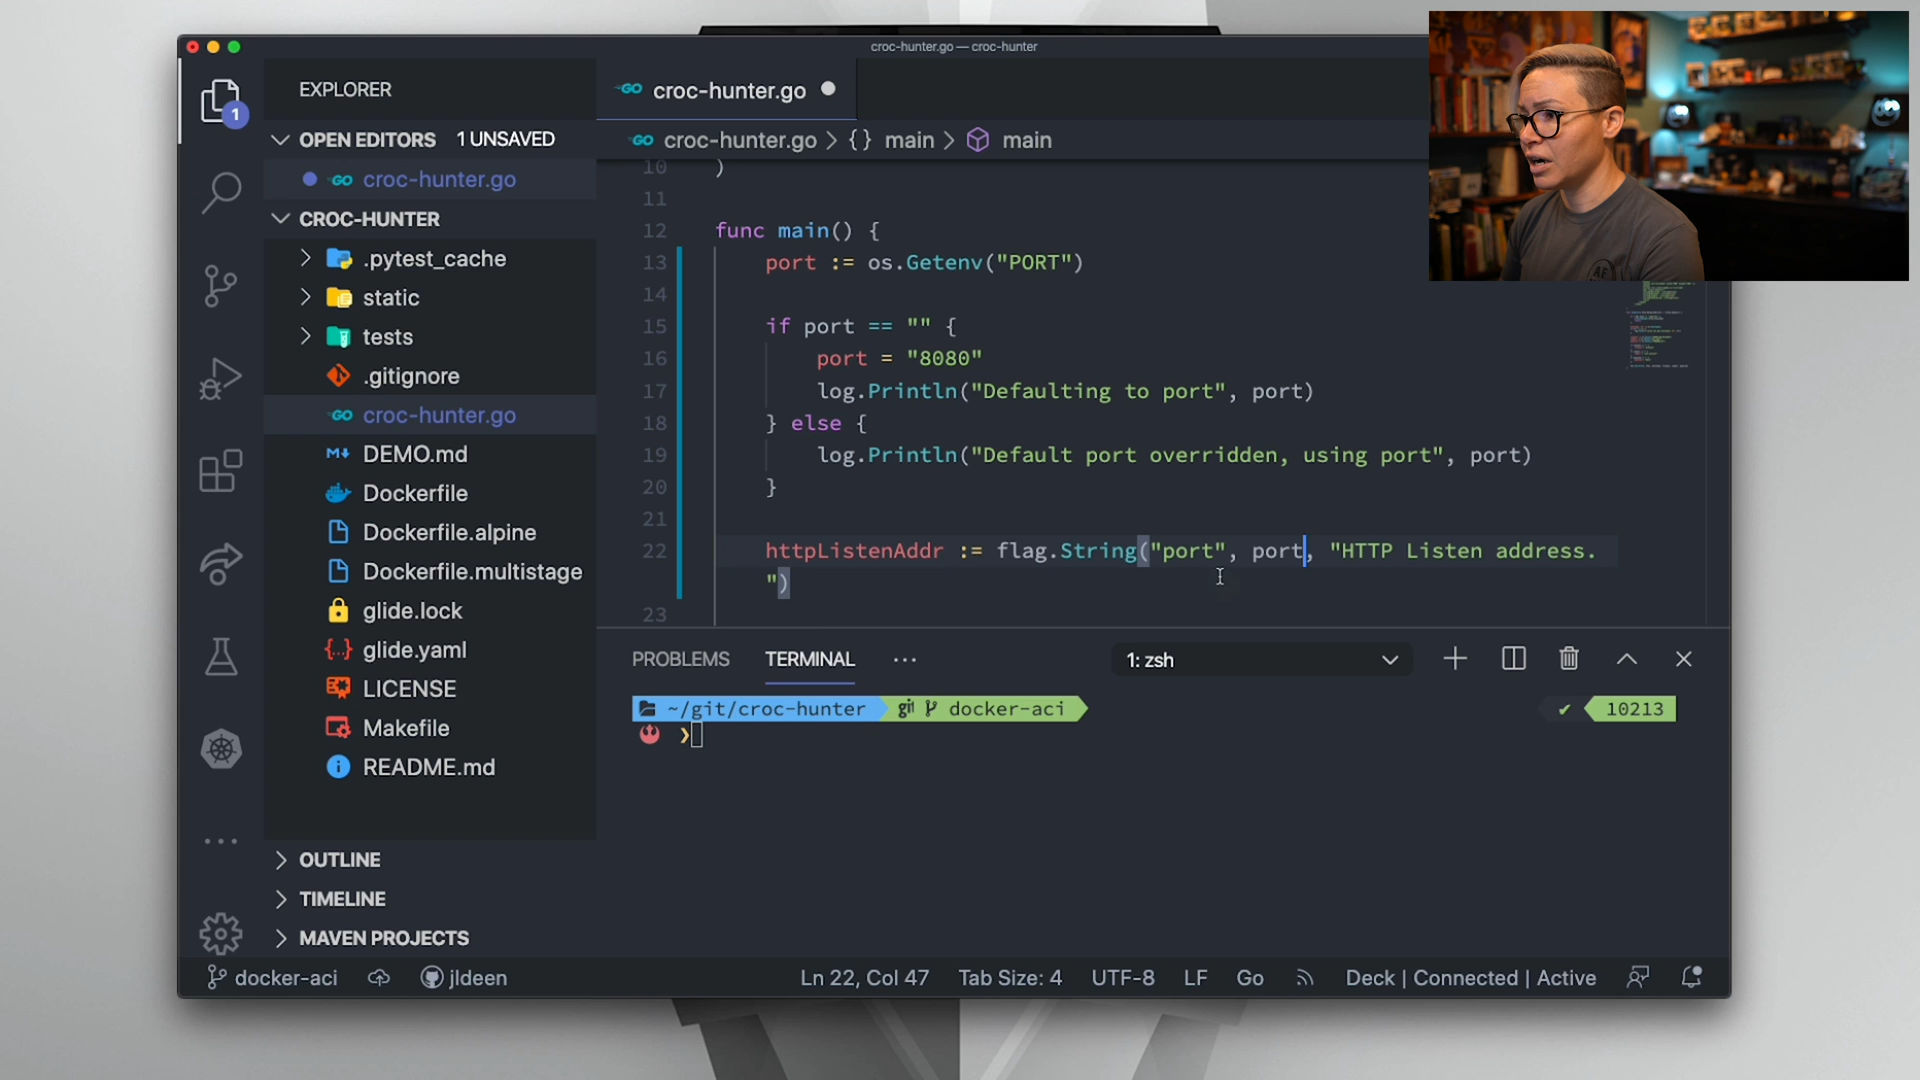 croc-hunter.go — croc-hunter
EXPLORER
OPEN EDITORS 1 UNSAVED
croc-hunter.go
CROC-HUNTER
.pytest_cache
static
tests
.gitignore
croc-hunter.go
DEMO.md
Dockerfile
Dockerfile.alpine
Dockerfile.multistage
glide.lock
glide.yaml
LICENSE
Makefile
README.md
OUTLINE
TIMELINE
MAVEN PROJECTS
1
GO croc-hunter.go
GO croc-hunter.go > {} main > main
10 )
11
12 func main() {
13 port := os.Getenv("PORT")
14
15 if port == "" {
16 port = "8080"
17 log.Println("Defaulting to port", port)
18 } else {
19 log.Println("Default port overridden, using port", port)
20 }
21
22 httpListenAddr := flag.String("port", port, "HTTP Listen address.
")
23
PROBLEMS TERMINAL ... 1: zsh
~/git/croc-hunter git docker-aci ✔ 10213
❯
docker-aci jldeen Ln 22, Col 47 Tab Size: 4 UTF-8 LF Go Deck | Connected | Active